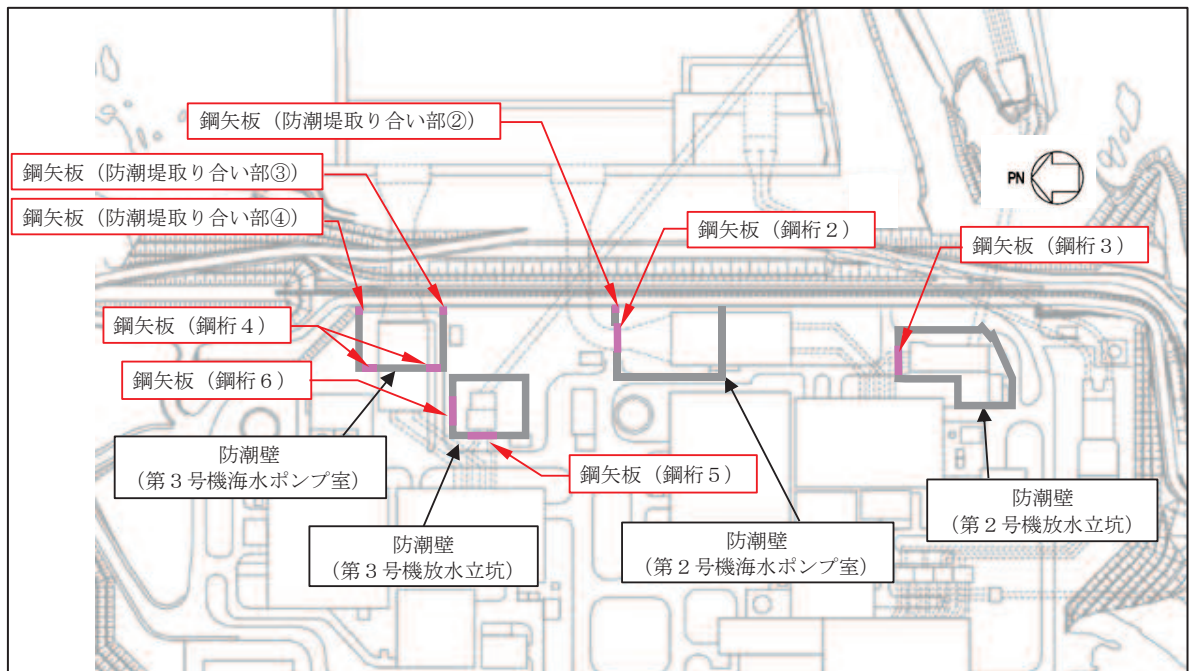 鋼矢板（防潮堤取り合い部②）
鋼矢板（防潮堤取り合い部③）
鋼矢板（防潮堤取り合い部④）
PN
鋼矢板（鋼桁２）
鋼矢板（鋼桁３）
鋼矢板（鋼桁４）
鋼矢板（鋼桁６）
鋼矢板（鋼桁５）
防潮壁
（第３号機海水ポンプ室）
防潮壁
（第３号機放水立坑）
防潮壁
（第２号機海水ポンプ室）
防潮壁
（第２号機放水立坑）